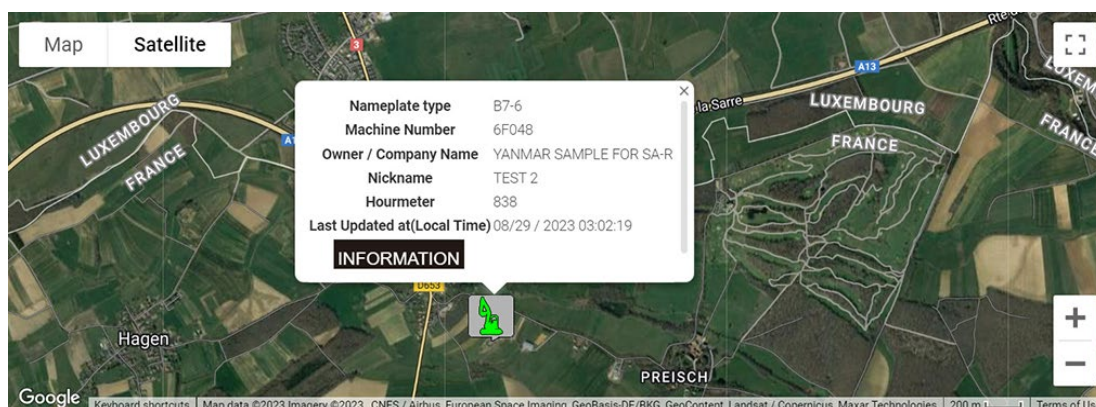 Map Satellite
3
A13
la Sarre
LUXEMBOURG
FRANCE
LUXEMBOURG
FRANCE
LUXEM
FRANCE
×
Nameplate type B7-6
Machine Number 6F048
Owner / Company Name YANMAR SAMPLE FOR SA-R
Nickname TEST 2
Hourmeter 838
Last Updated at(Local Time) 08/29 / 2023 03:02:19
INFORMATION
D653
Hagen
PREISCH
+
−
Google
Keyboard shortcuts Map data ©2023 Imagery ©2023 , CNES / Airbus, European Space Imaging, GeoBasis-DE/BKG, GeoContent, Landsat / Copernicus, Maxar Technologies 200 m Terms of Us